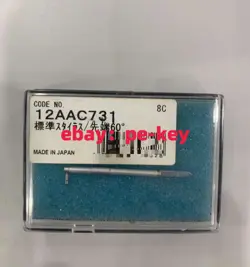 CODE NO.
8C
12AAC731
標準スタイラス/先端60°
ebay pe-key
MADE IN JAPAN